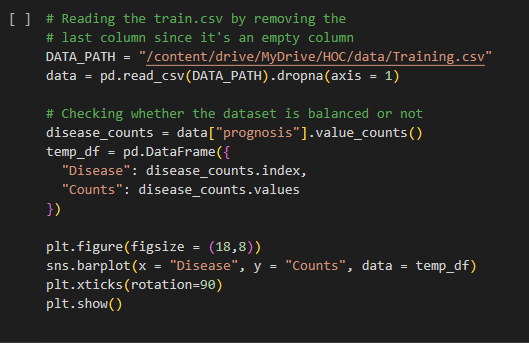 [ ] # Reading the train.csv by removing the
# last column since it's an empty column
DATA_PATH = "/content/drive/MyDrive/HOC/data/Training.csv"
data = pd.read_csv(DATA_PATH).dropna(axis = 1)

# Checking whether the dataset is balanced or not
disease_counts = data["prognosis"].value_counts()
temp_df = pd.DataFrame({
  "Disease": disease_counts.index,
  "Counts": disease_counts.values
})

plt.figure(figsize = (18,8))
sns.barplot(x = "Disease", y = "Counts", data = temp_df)
plt.xticks(rotation=90)
plt.show()